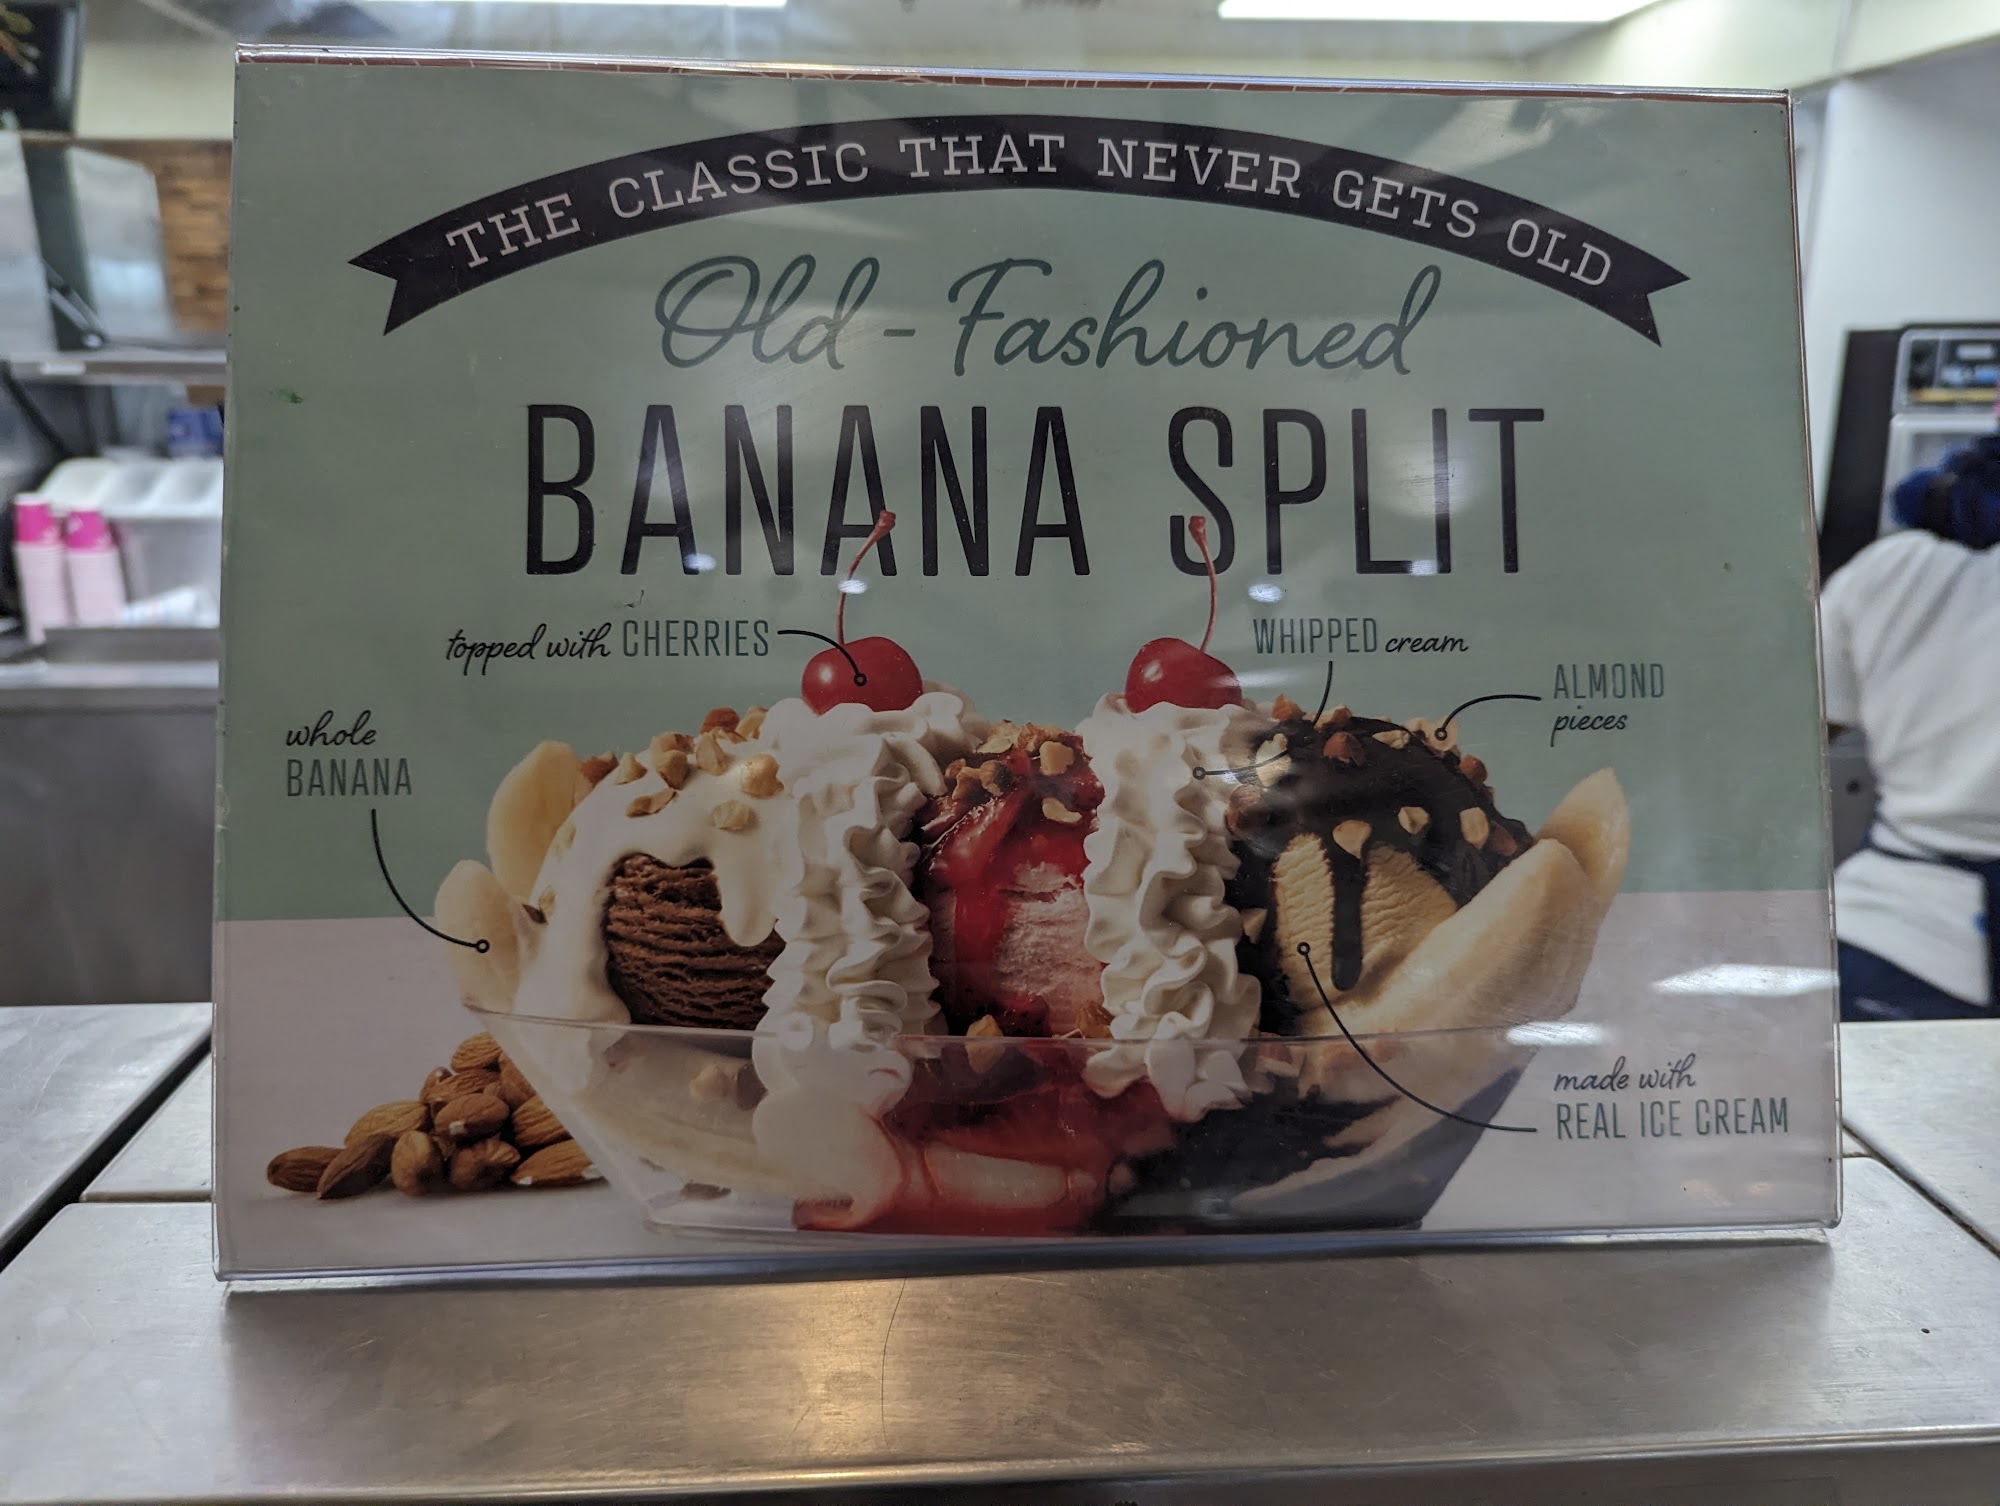 THE CLASSIC THAT NEVER GETS OLD
Old-Fashioned
BANANA SPLIT
topped with CHERRIES
WHIPPED cream
ALMOND
pieces
whole
BANANA
made with
REAL ICE CREAM